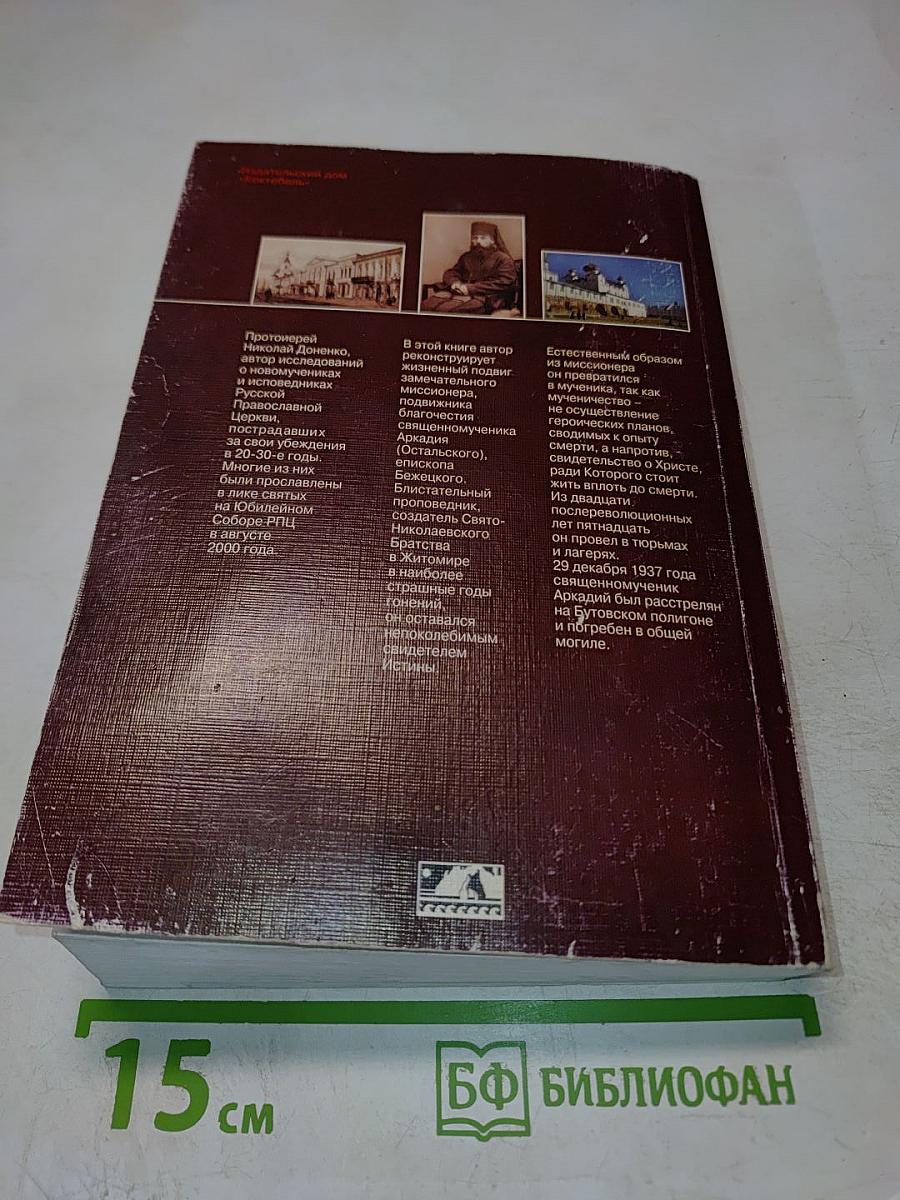 Издательский дом
«Коктебель»
Протоиерей
Николай Доненко,
автор исследований
о новомучениках
и исповедниках
Русской
Православной
Церкви,
пострадавших
за свои убеждения
в 20-30-е годы.
Многие из них
были прославлены
в лике святых
на Юбилейном
Соборе РПЦ
в августе
2000 года.
В этой книге автор
реконструирует
жизненный подвиг
замечательного
миссионера,
подвижника
благочестия
священномученика
Аркадия
(Остальского),
епископа
Бежецкого.
Блистательный
проповедник,
создатель Свято-
Николаевского
Братства
в Житомире
в наиболее
страшные годы
гонений,
он оставался
непоколебимым
свидетелем
Истины.
Естественным образом
из миссионера
он превратился
в мученика, так как
мученичество –
не осуществление
героических планов,
сводимых к опыту
смерти, а напротив,
свидетельство о Христе,
ради Которого стоит
жить вплоть до смерти.
Из двадцати
послереволюционных
лет пятнадцать
он провел в тюрьмах
и лагерях.
29 декабря 1937 года
священномученик
Аркадий был расстрелян
на Бутовском полигоне
и погребен в общей
могиле.
15 см
БФ БИБЛИОФАН